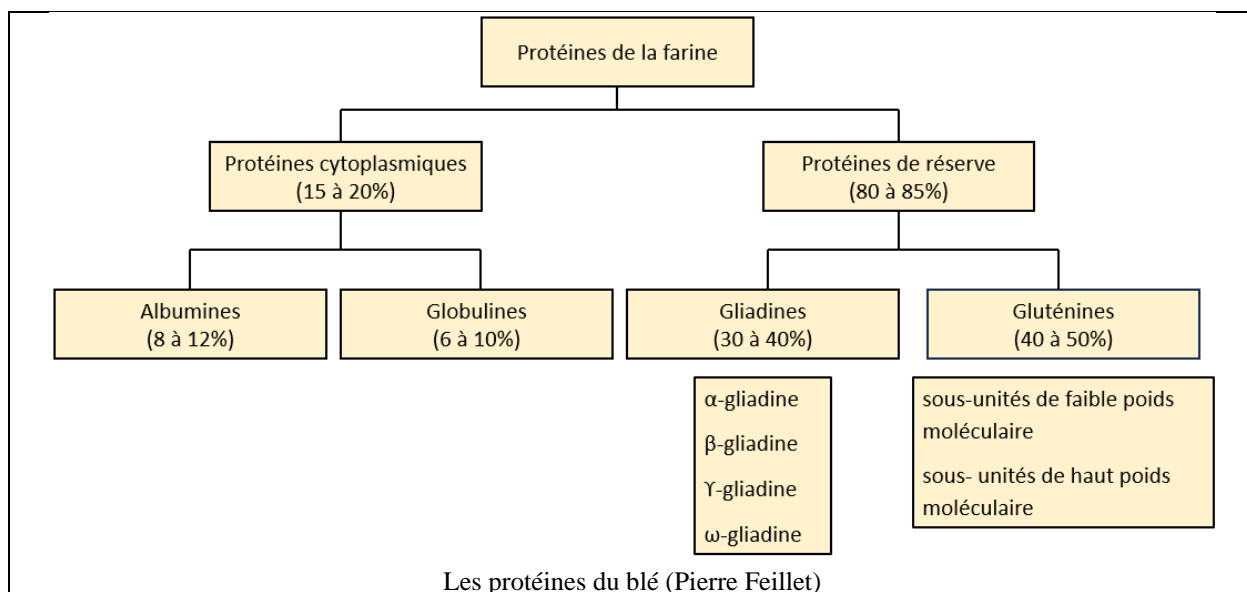 Protéines de la farine
Protéines cytoplasmiques
(15 à 20%)
Protéines de réserve
(80 à 85%)
Albumines
(8 à 12%)
Globulines
(6 à 10%)
Gliadines
(30 à 40%)
Gluténines
(40 à 50%)
α-gliadine
β-gliadine
ϒ-gliadine
ω-gliadine
sous-unités de faible poids
moléculaire
sous- unités de haut poids
moléculaire
Les protéines du blé (Pierre Feillet)